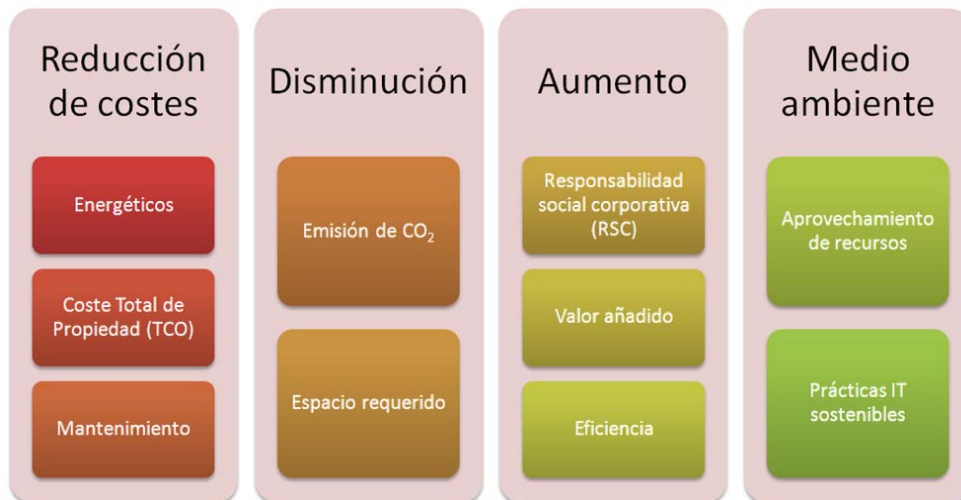 Reducción
de costes
Energéticos
Coste Total de
Propiedad (TCO)
Mantenimiento
Disminución
Emisión de CO₂
Espacio requerido
Aumento
Responsabilidad
social corporativa
(RSC)
Valor añadido
Eficiencia
Medio
ambiente
Aprovechamiento
de recursos
Prácticas IT
sostenibles